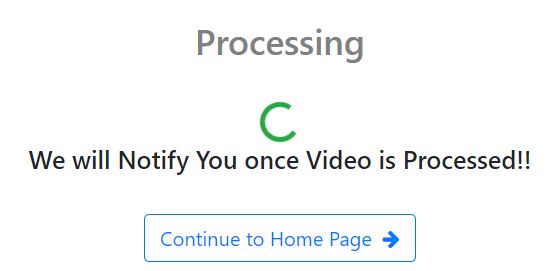 Processing
We will Notify You once Video is Processed!!
Continue to Home Page